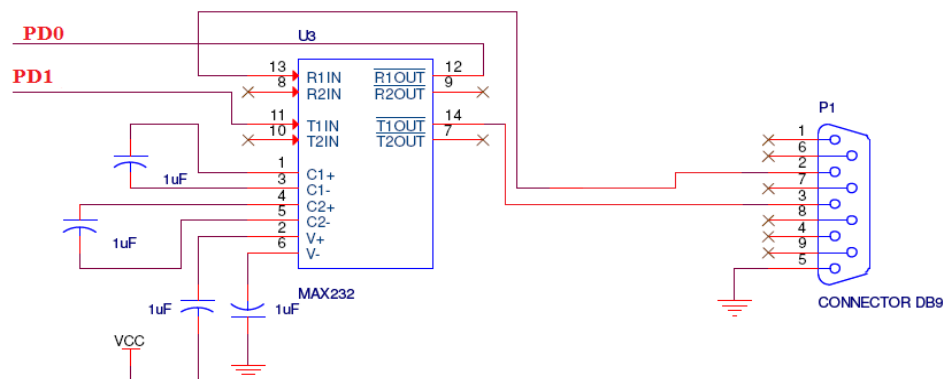 PD0
U3
PD1
13 R1IN R1OUT 12
8 R2IN R2OUT 9
11 T1IN T1OUT 14
10 T2IN T2OUT 7
1 C1+
3 C1-
4 C2+
5 C2-
2 V+
6 V-
1uF
1uF
1uF
1uF
MAX232
VCC
P1
1
6
2
7
3
8
4
9
5
CONNECTOR DB9